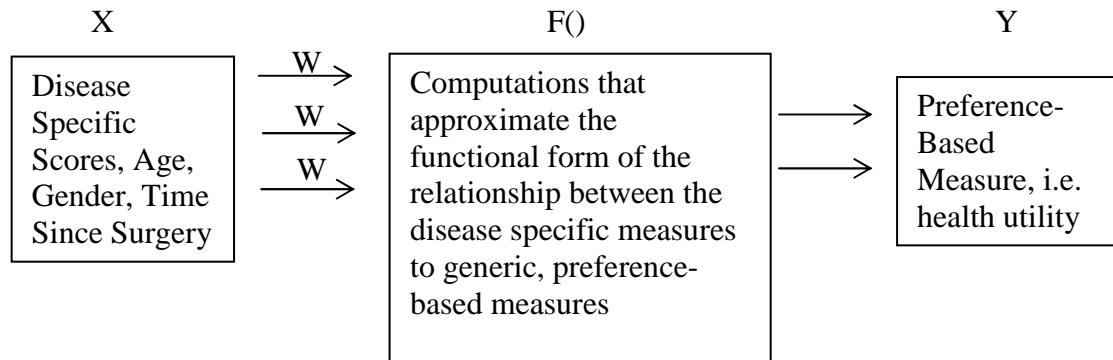 X
F()
Y
Disease
Specific
Scores, Age,
Gender, Time
Since Surgery
W
W
W
Computations that
approximate the
functional form of the
relationship between the
disease specific measures
to generic, preference-
based measures
Preference-
Based
Measure, i.e.
health utility